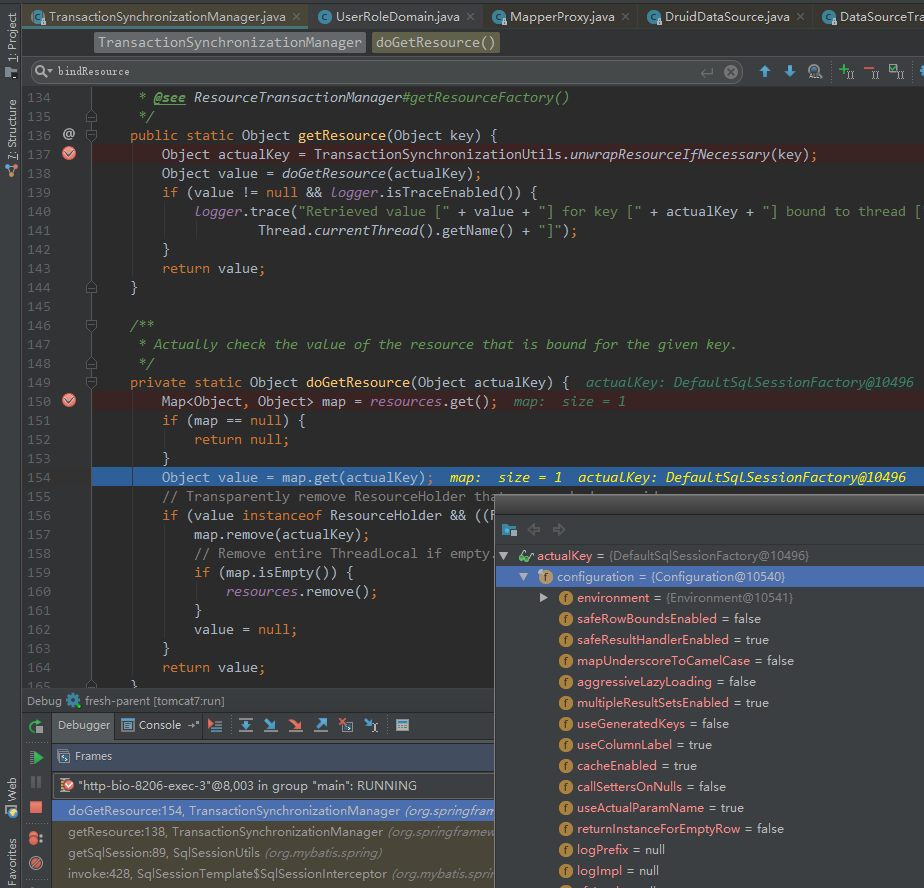 TransactionSynchronizationManager.java × UserRoleDomain.java × MapperProxy.java × DruidDataSource.java × DataSourceTra
1: Project
TransactionSynchronizationManager doGetResource()
bindResource
7: Structure
134 * @see ResourceTransactionManager#getResourceFactory()
135 */
136 @ public static Object getResource(Object key) {
137 Object actualKey = TransactionSynchronizationUtils.unwrapResourceIfNecessary(key);
138 Object value = doGetResource(actualKey);
139 if (value != null && logger.isTraceEnabled()) {
140 logger.trace("Retrieved value [" + value + "] for key [" + actualKey + "] bound to thread [
141 Thread.currentThread().getName() + "]");
142 }
143 return value;
144 }
145
146 /**
147 * Actually check the value of the resource that is bound for the given key.
148 */
149 private static Object doGetResource(Object actualKey) { actualKey: DefaultSqlSessionFactory@10496
150 Map<Object, Object> map = resources.get(); map: size = 1
151 if (map == null) {
152 return null;
153 }
154 Object value = map.get(actualKey); map: size = 1 actualKey: DefaultSqlSessionFactory@10496
155 // Transparently remove ResourceHolder
156 if (value instanceof ResourceHolder && ((
157 map.remove(actualKey);
158 // Remove entire ThreadLocal if empty.
159 if (map.isEmpty()) {
160 resources.remove();
161 }
162 value = null;
163 }
164 return value;
165 }
actualKey = {DefaultSqlSessionFactory@10496}
configuration = {Configuration@10540}
environment = {Environment@10541}
safeRowBoundsEnabled = false
safeResultHandlerEnabled = true
mapUnderscoreToCamelCase = false
aggressiveLazyLoading = false
multipleResultSetsEnabled = true
useGeneratedKeys = false
useColumnLabel = true
cacheEnabled = true
callSettersOnNulls = false
useActualParamName = true
returnInstanceForEmptyRow = false
logPrefix = null
logImpl = null
Debug fresh-parent [tomcat7:run]
Debugger Console
Frames
"http-bio-8206-exec-3"@8,003 in group "main": RUNNING
doGetResource:154, TransactionSynchronizationManager (org.springfram
getResource:138, TransactionSynchronizationManager (org.springframew
getSqlSession:89, SqlSessionUtils (org.mybatis.spring)
invoke:428, SqlSessionTemplate$SqlSessionInterceptor (org.mybatis.sprin
Web
Favorites